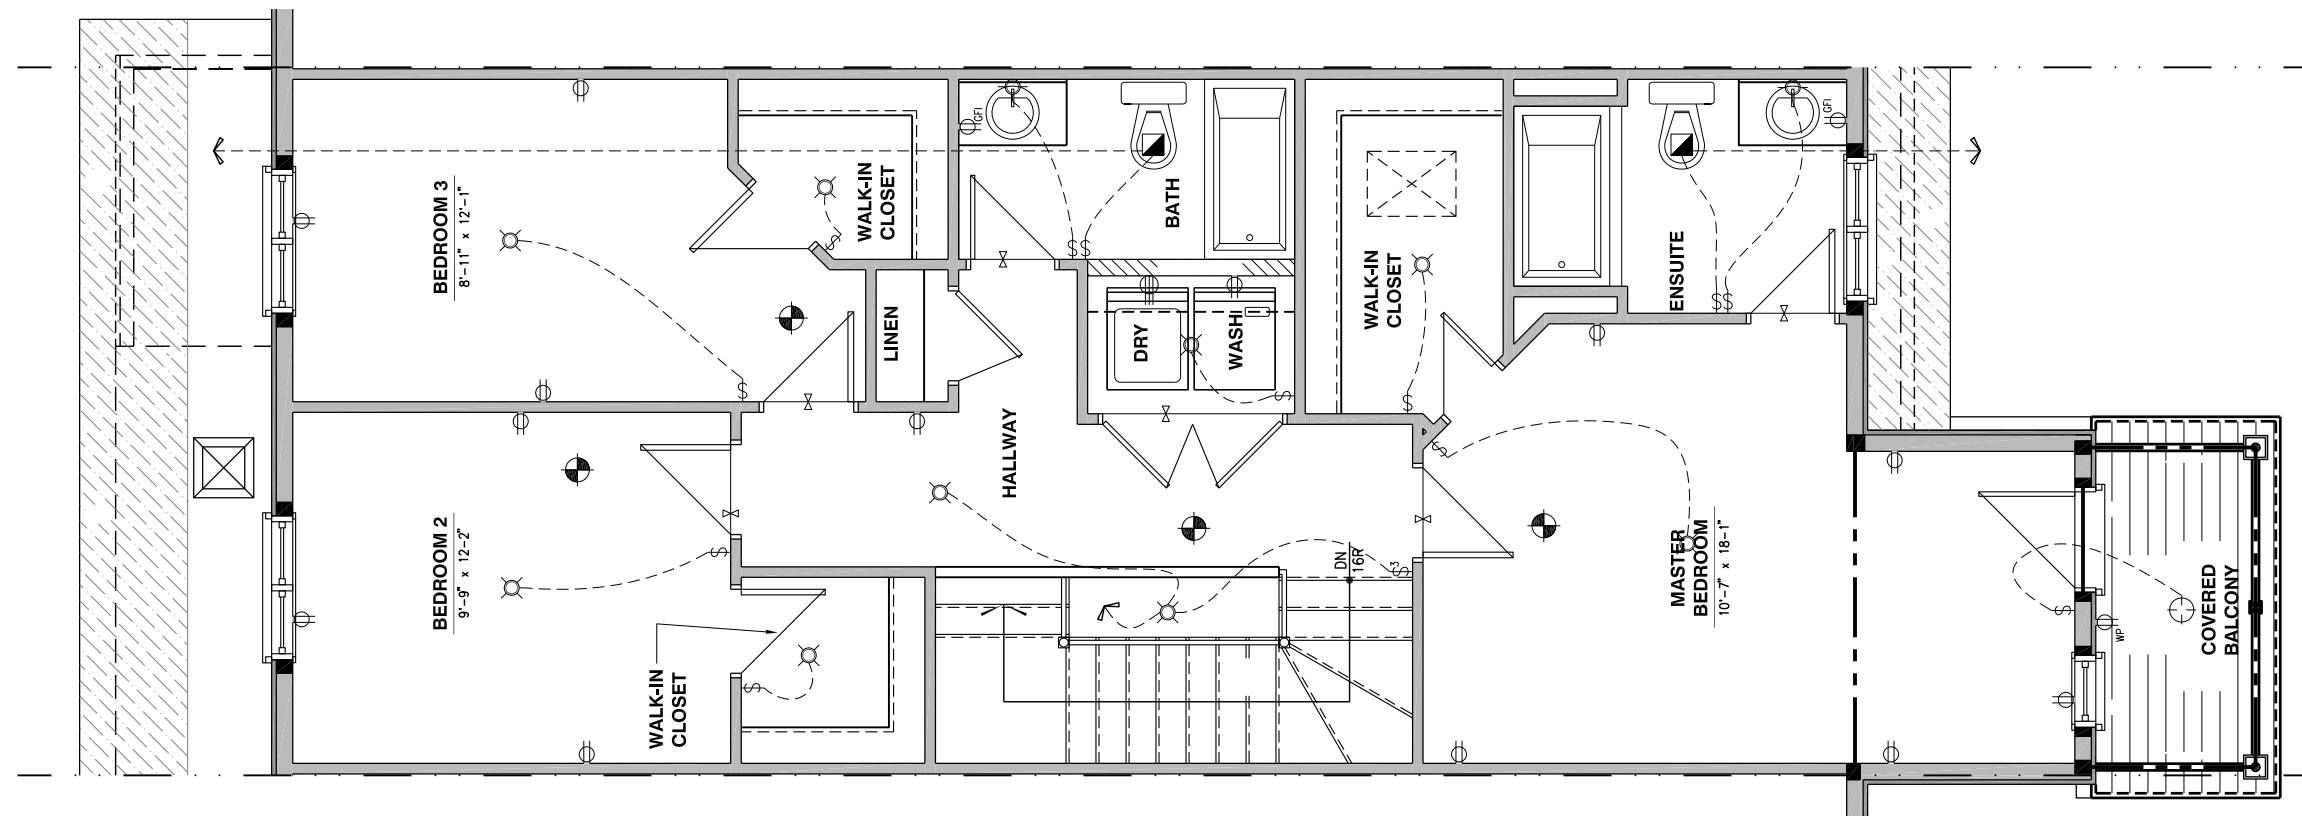 BEDROOM 3
8'-11" x 12'-1"
WALK-IN
CLOSET
LINEN
GFI
BATH
DRY
WASH
WALK-IN
CLOSET
ENSUITE
GFI
HALLWAY
BEDROOM 2
9'-9" x 12'-2"
WALK-IN
CLOSET
DN
16R
MASTER
BEDROOM
10'-7" x 18'-1"
COVERED
BALCONY
WP
$
$
$$
$
$
$$
$
$
$
$3
$